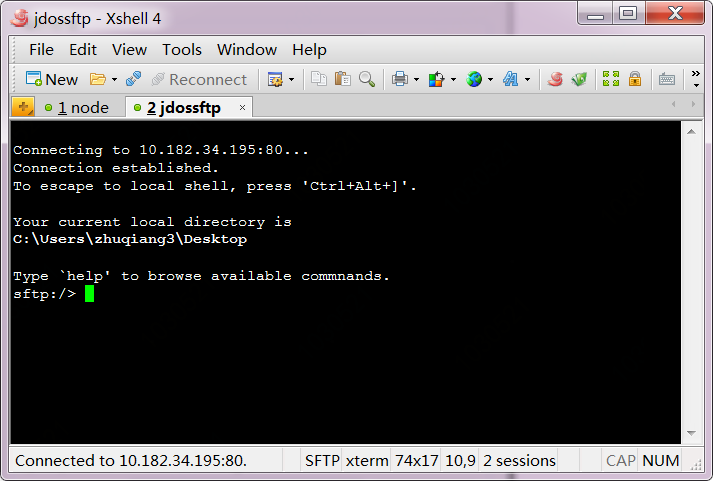 jdossftp - Xshell 4
File Edit View Tools Window Help
New Reconnect
1 node 2 jdossftp
Connecting to 10.182.34.195:80...
Connection established.
To escape to local shell, press 'Ctrl+Alt+]'.
Your current local directory is
C:\Users\zhuqiang3\Desktop
Type `help' to browse available commnands.
sftp:/>
Connected to 10.182.34.195:80. SFTP xterm 74x17 10,9 2 sessions CAP NUM